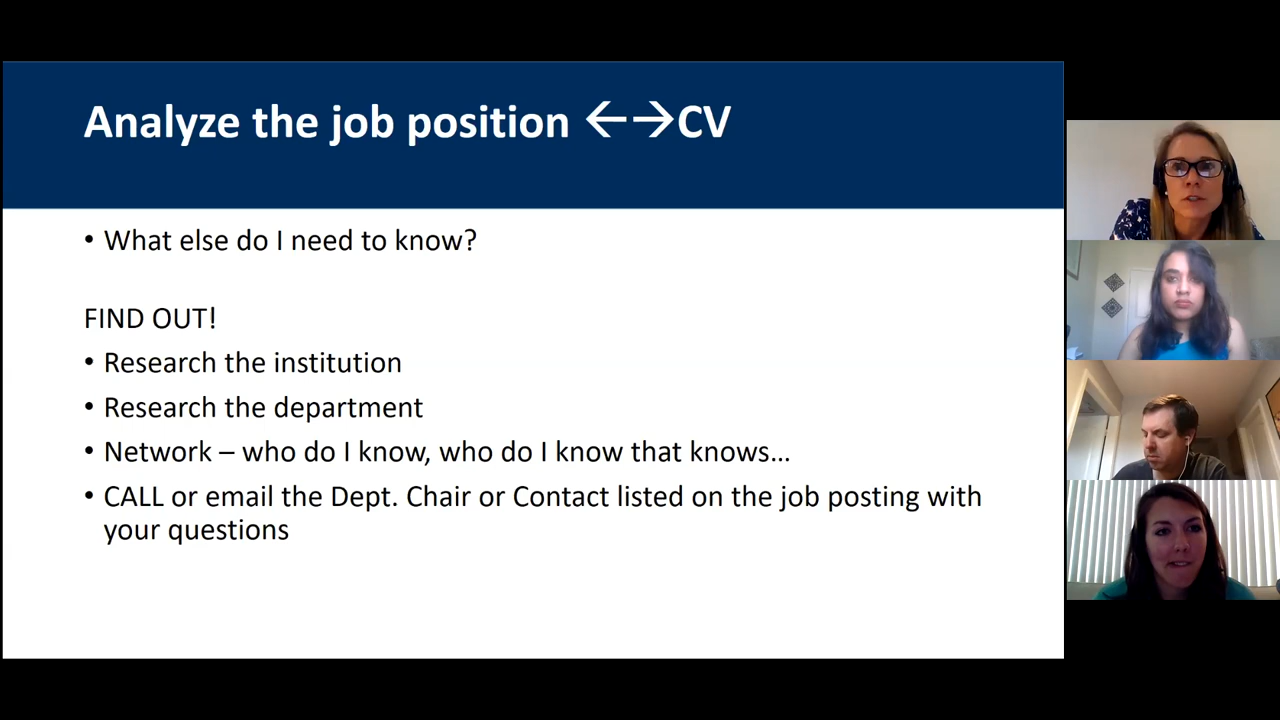 Analyze the job position ←→CV
• What else do I need to know?
FIND OUT!
• Research the institution
• Research the department
• Network – who do I know, who do I know that knows…
• CALL or email the Dept. Chair or Contact listed on the job posting with
your questions